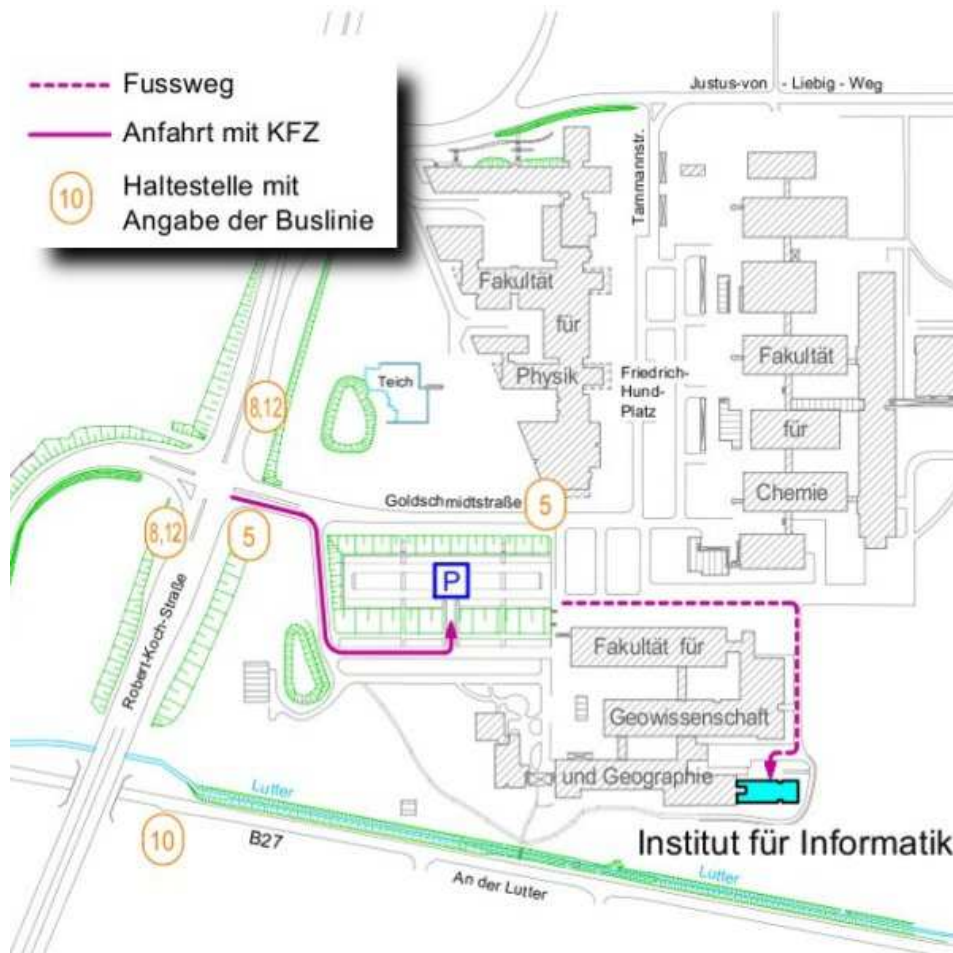 Fussweg
Anfahrt mit KFZ
10
Haltestelle mit
Angabe der Buslinie
Justus-von - Liebig - Weg
Tammannstr.
Fakultät
für
Physik
Teich
Friedrich-
Hund-
Platz
Fakultät
für
Chemie
8,12
8,12
5
Goldschmidtstraße
5
P
Robert-Koch-Straße
Fakultät für
Geowissenschaft
und Geographie
Lutter
10
B27
Institut für Informatik
An der Lutter
Lutter